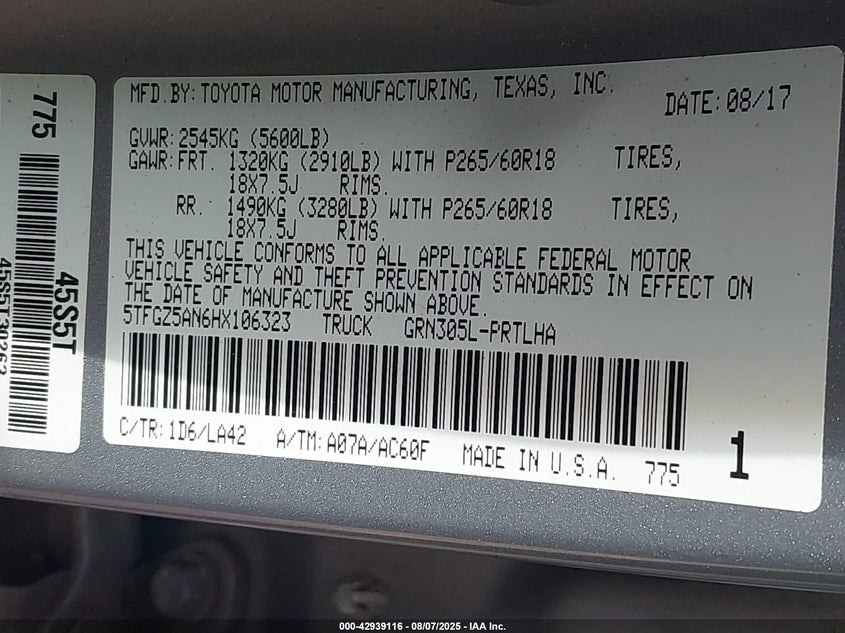 775
45S5T
45S5T30263
MFD.BY:TOYOTA MOTOR MANUFACTURING, TEXAS, INC.
DATE:08/17
GVWR:2545KG (5600LB)
GAWR:FRT. 1320KG (2910LB) WITH P265/60R18 TIRES,
18X7.5J RIMS.
RR. 1490KG (3280LB) WITH P265/60R18 TIRES,
18X7.5J RIMS.
THIS VEHICLE CONFORMS TO ALL APPLICABLE FEDERAL MOTOR
VEHICLE SAFETY AND THEFT PREVENTION STANDARDS IN EFFECT ON
THE DATE OF MANUFACTURE SHOWN ABOVE.
5TFGZ5AN6HX106323 TRUCK GRN305L-PRTLHA
C/TR:1D6/LA42 A/TM:A07A/AC60F MADE IN U.S.A. 775
1
000-42939116 - 08/07/2025 - IAA Inc.